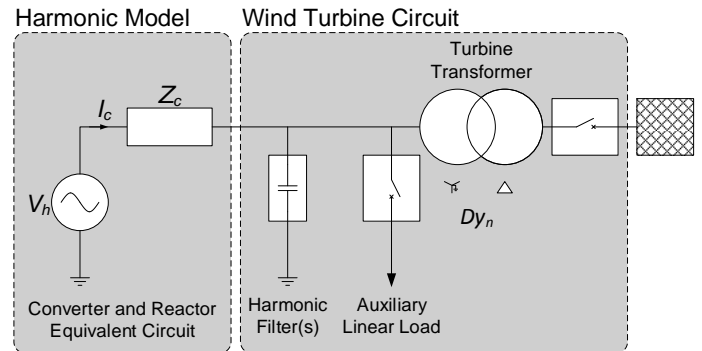 Harmonic Model
Wind Turbine Circuit
Turbine
Transformer
Ic
Zc
Vh
Dyn
Converter and Reactor
Equivalent Circuit
Harmonic
Filter(s)
Auxiliary
Linear Load